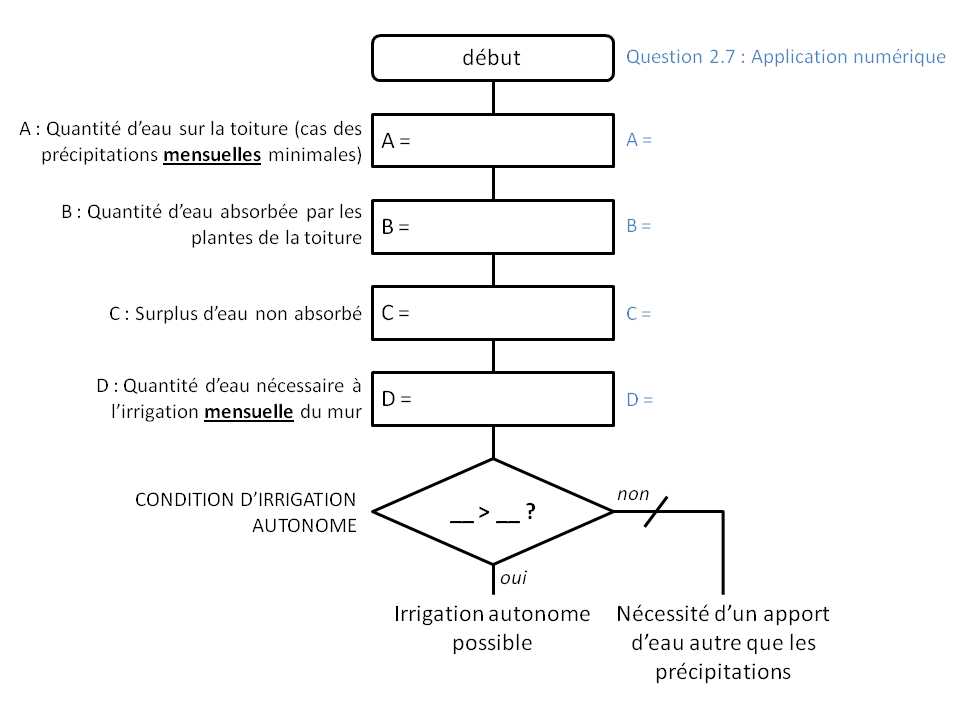 début
Question 2.7 : Application numérique
A : Quantité d'eau sur la toiture (cas des
précipitations mensuelles minimales)
A =
A =
B : Quantité d'eau absorbée par les
plantes de la toiture
B =
B =
C : Surplus d'eau non absorbé
C =
C =
D : Quantité d'eau nécessaire à
l'irrigation mensuelle du mur
D =
D =
CONDITION D'IRRIGATION
AUTONOME
__ > __ ?
non
oui
Irrigation autonome
possible
Nécessité d'un apport
d'eau autre que les
précipitations